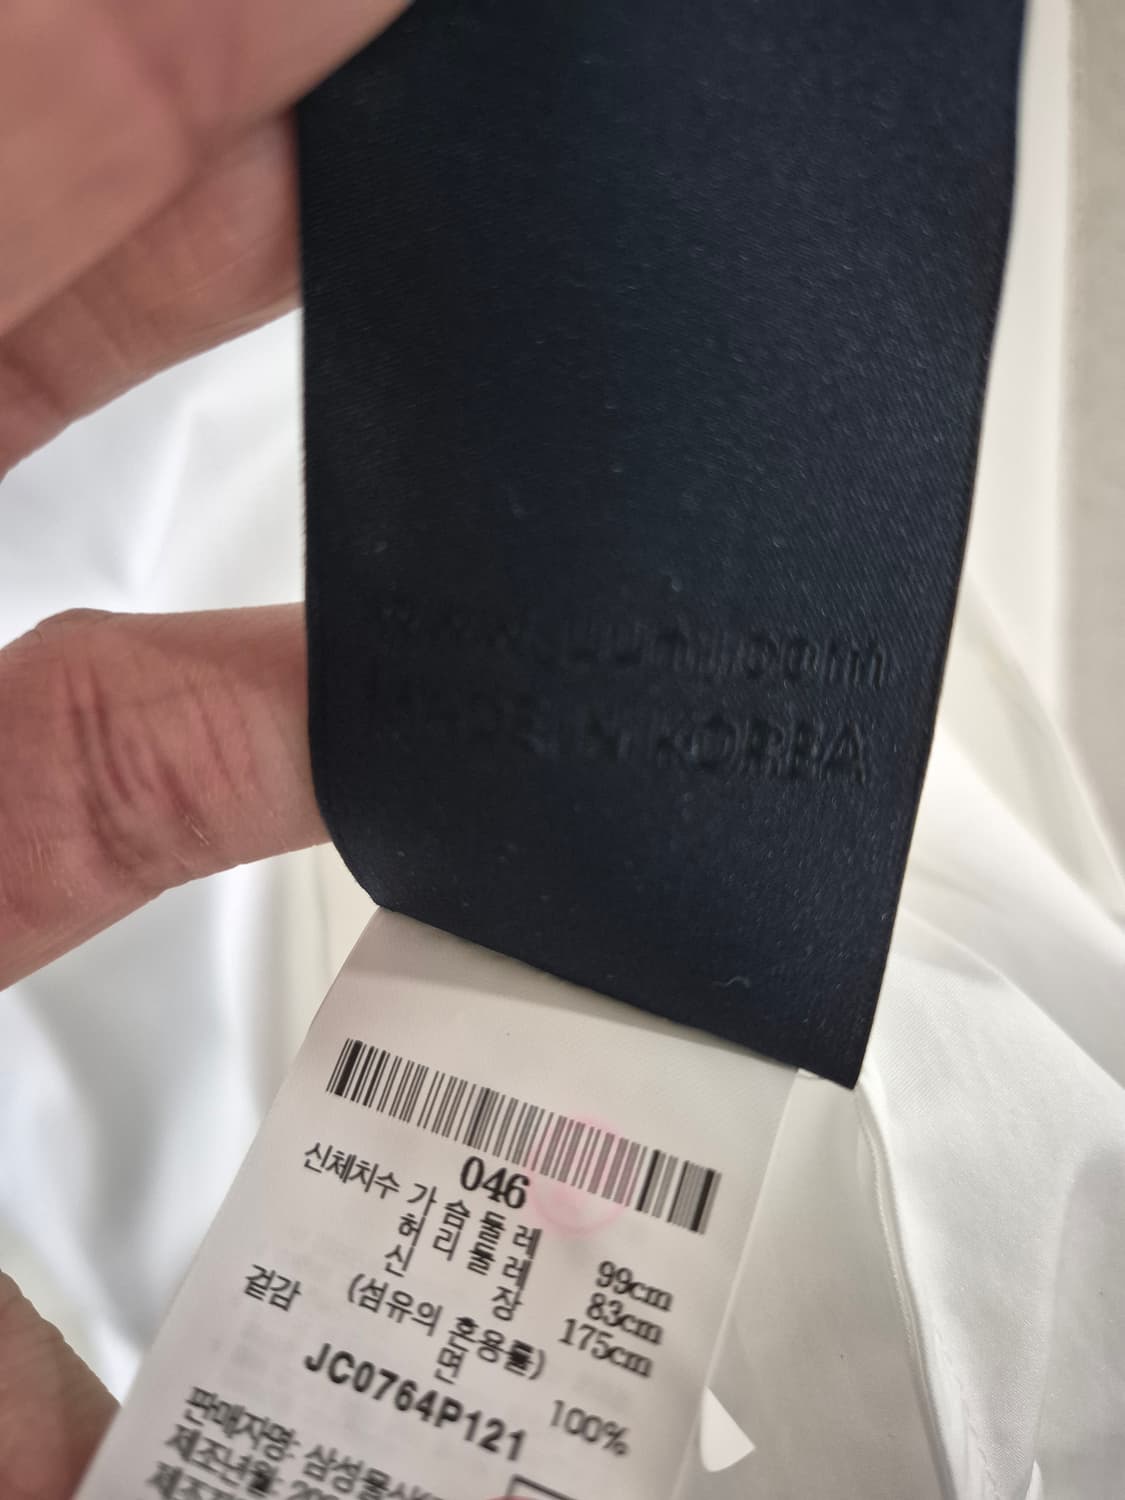 MADE IN KOREA
046
신체치수 가슴둘레 99cm
허리둘레 83cm
신장 175cm
(섬유의 혼용률)
겉감 면 100%
JC0764P121
판매자명: 삼성물산
제조년월: 20